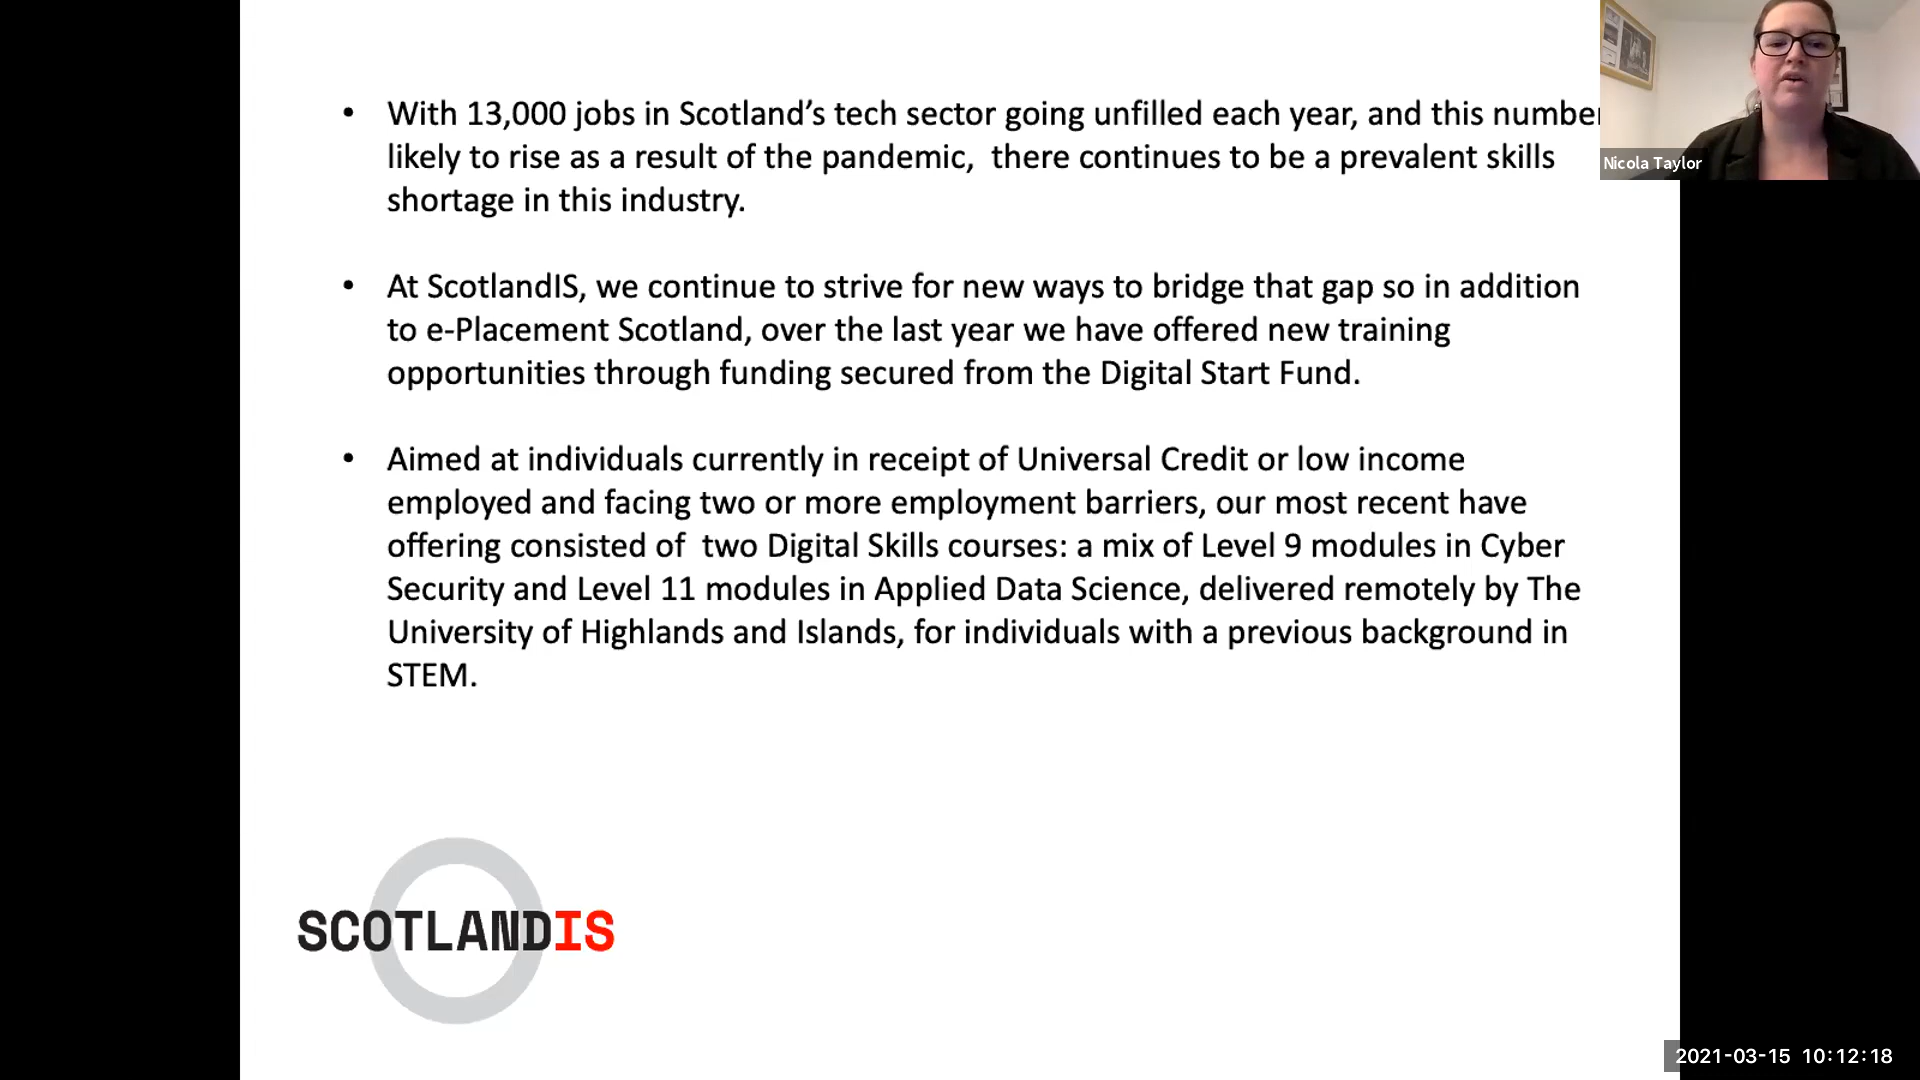 • With 13,000 jobs in Scotland’s tech sector going unfilled each year, and this number
likely to rise as a result of the pandemic,  there continues to be a prevalent skills
shortage in this industry.
• At ScotlandIS, we continue to strive for new ways to bridge that gap so in addition
to e-Placement Scotland, over the last year we have offered new training
opportunities through funding secured from the Digital Start Fund.
• Aimed at individuals currently in receipt of Universal Credit or low income
employed and facing two or more employment barriers, our most recent have
offering consisted of  two Digital Skills courses: a mix of Level 9 modules in Cyber
Security and Level 11 modules in Applied Data Science, delivered remotely by The
University of Highlands and Islands, for individuals with a previous background in
STEM.
Nicola Taylor
SCOTLANDIS
2021-03-15 10:12:18